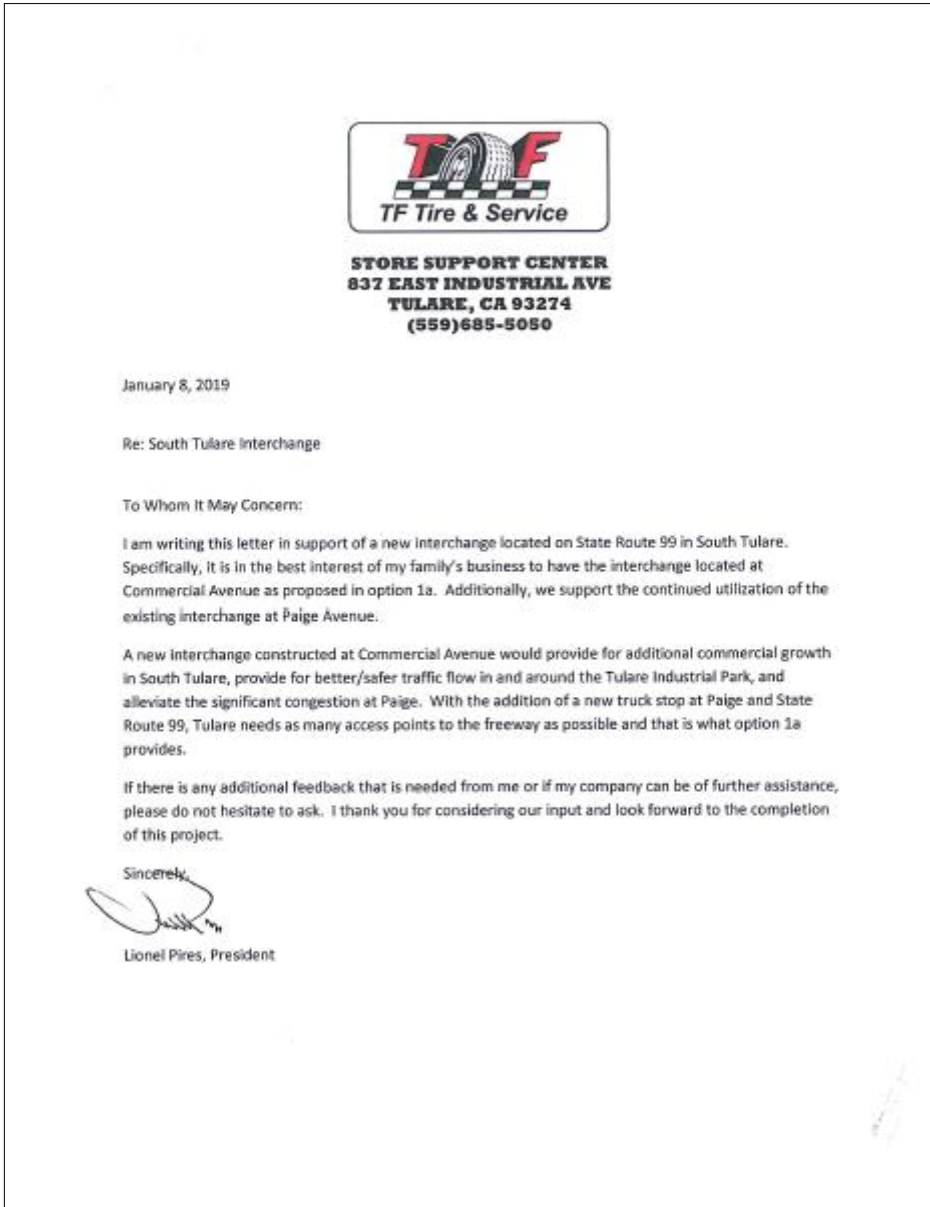 TF
TF Tire & Service
STORE SUPPORT CENTER
837 EAST INDUSTRIAL AVE
TULARE, CA 93274
(559)685-5050
January 8, 2019
Re: South Tulare Interchange
To Whom It May Concern:
I am writing this letter in support of a new interchange located on State Route 99 in South Tulare.
Specifically, it is in the best interest of my family's business to have the interchange located at
Commercial Avenue as proposed in option 1a. Additionally, we support the continued utilization of the
existing interchange at Paige Avenue.
A new interchange constructed at Commercial Avenue would provide for additional commercial growth
in South Tulare, provide for better/safer traffic flow in and around the Tulare Industrial Park, and
alleviate the significant congestion at Paige. With the addition of a new truck stop at Paige and State
Route 99, Tulare needs as many access points to the freeway as possible and that is what option 1a
provides.
If there is any additional feedback that is needed from me or if my company can be of further assistance,
please do not hesitate to ask. I thank you for considering our input and look forward to the completion
of this project.
Sincerely,
Lionel Pires, President